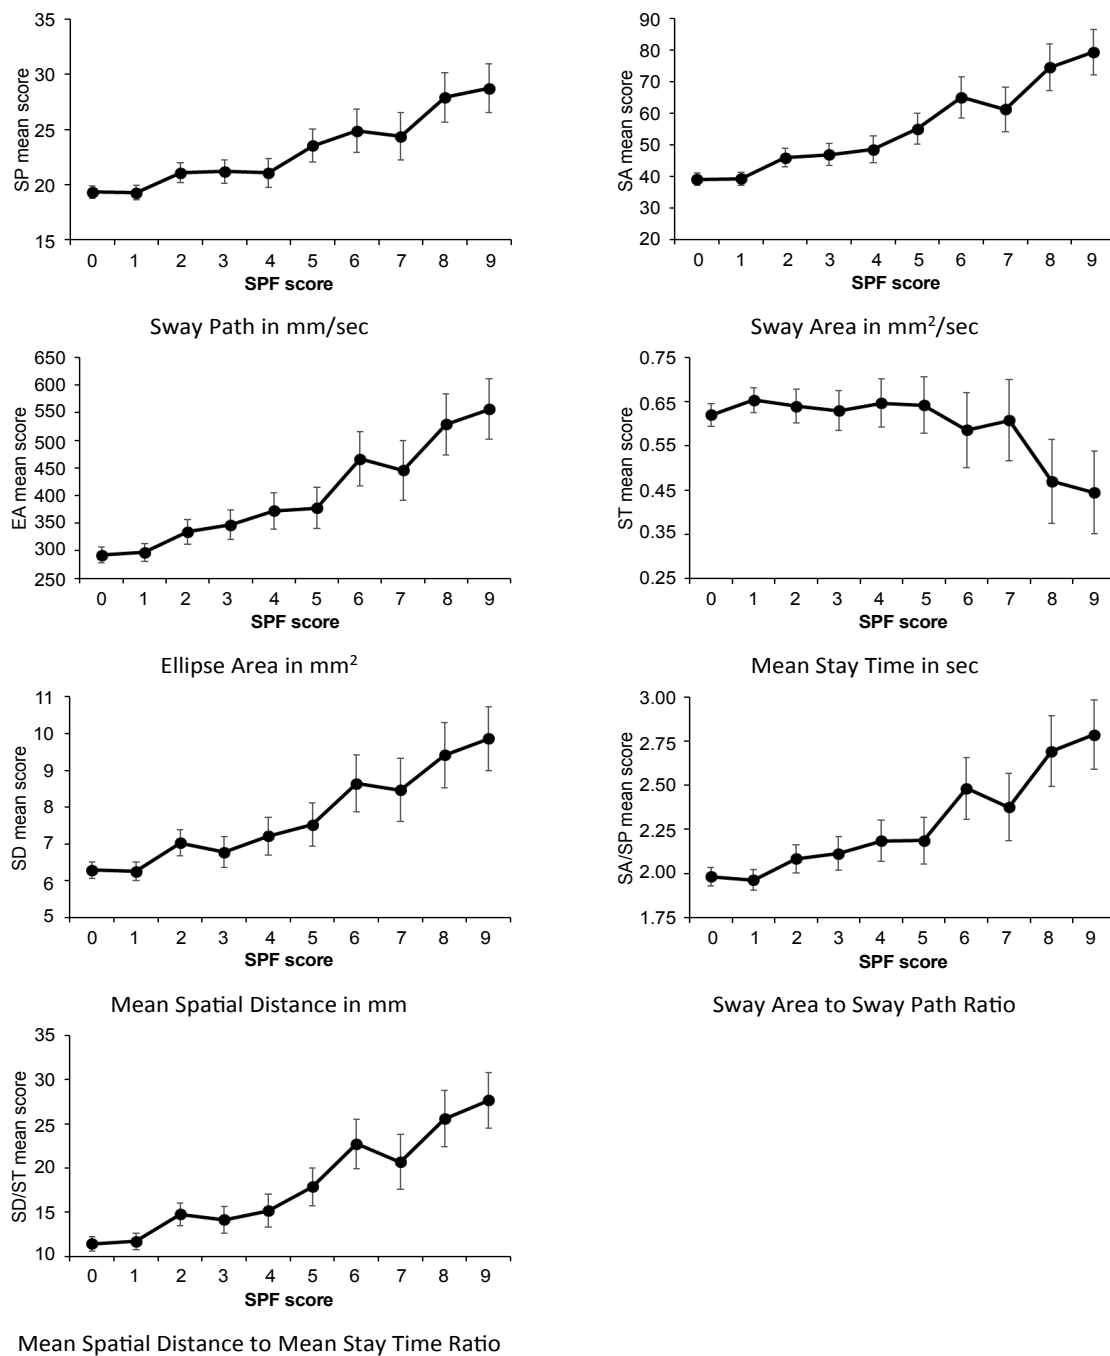 SP mean score
35
30
25
20
15
0 1 2 3 4 5 6 7 8 9
SPF score
Sway Path in mm/sec
SA mean score
90
80
70
60
50
40
30
20
0 1 2 3 4 5 6 7 8 9
SPF score
Sway Area in mm²/sec
EA mean score
650
600
550
500
450
400
350
300
250
0 1 2 3 4 5 6 7 8 9
SPF score
Ellipse Area in mm²
ST mean score
0.75
0.65
0.55
0.45
0.35
0.25
0 1 2 3 4 5 6 7 8 9
SPF score
Mean Stay Time in sec
SD mean score
11
10
9
8
7
6
5
0 1 2 3 4 5 6 7 8 9
SPF score
Mean Spatial Distance in mm
SA/SP mean score
3.00
2.75
2.50
2.25
2.00
1.75
0 1 2 3 4 5 6 7 8 9
SPF score
Sway Area to Sway Path Ratio
SD/ST mean score
35
30
25
20
15
10
0 1 2 3 4 5 6 7 8 9
SPF score
Mean Spatial Distance to Mean Stay Time Ratio